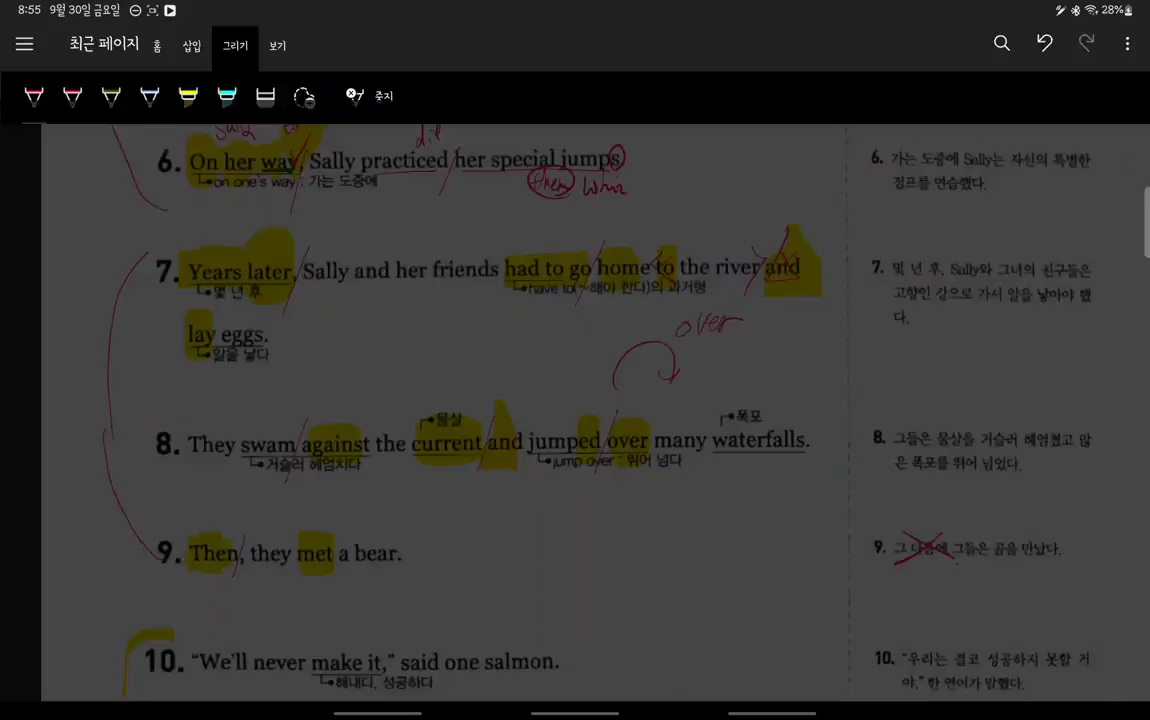 8:55 9월 30일 금요일 28%
최근 페이지 홈 삽입 그리기 보기
중지
6. On her way, Sally practiced her special jumps
on one's way : 가는 도중에
them
6. 가는 도중에 Sally는 자신의 특별한
점프를 연습했다.
over
7. Years later, Sally and her friends had to go home to the river and
몇 년 후
have to(~해야 한다)의 과거형
lay eggs.
알을 낳다
7. 몇 년 후, Sally와 그녀의 친구들은
고향인 강으로 가서 알을 낳아야 했
다.
물살 폭포
8. They swam against the current and jumped over many waterfalls.
거슬러 헤엄치다 jump over : 뛰어 넘다
8. 그들은 물살을 거슬러 헤엄쳤고 많
은 폭포를 뛰어 넘었다.
9. Then, they met a bear.
9. 그 다음에 그들은 곰을 만났다.
10. “We'll never make it,” said one salmon.
해내다, 성공하다
10. “우리는 결코 성공하지 못할 거
야,” 한 연어가 말했다.